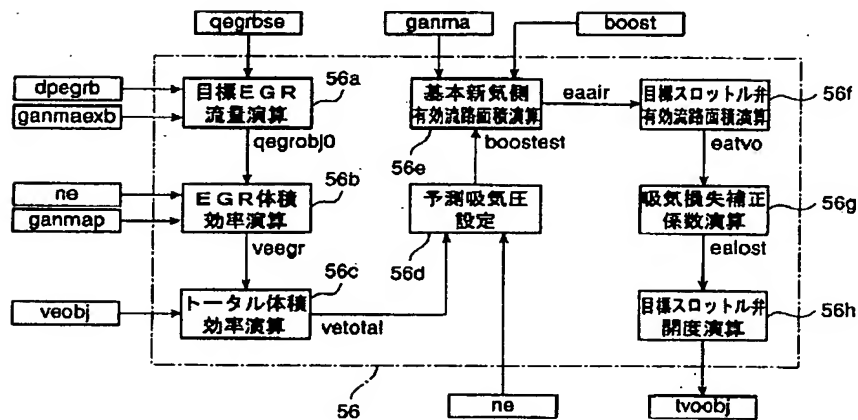 qegrbse
ganma
boost
dpegrb
ganmaexb
目標EGR
流量演算
56a
qegrobj0
基本新気側
有効流路面積演算
56e
eaair
boostest
目標スロットル弁
有効流路面積演算
56f
eatvo
ne
ganmap
EGR体積
効率演算
56b
veegr
予測吸気圧
設定
56d
吸気損失補正
係数演算
56g
ealost
veobj
トータル体積
効率演算
56c
vetotal
目標スロットル弁
開度演算
56h
56
ne
tvoobj